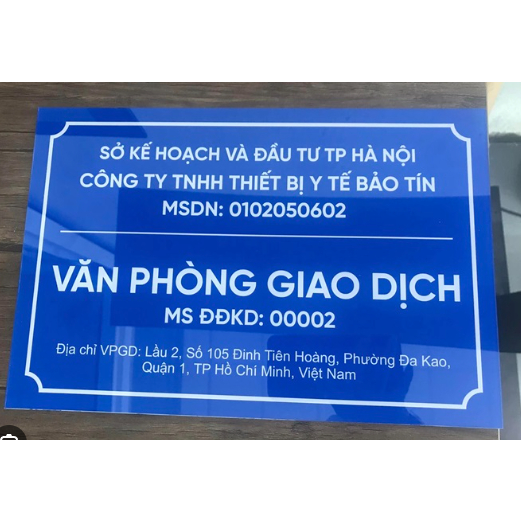 SỞ KẾ HOẠCH VÀ ĐẦU TƯ TP HÀ NỘI
CÔNG TY TNHH THIẾT BỊ Y TẾ BẢO TÍN
MSDN: 0102050602
VĂN PHÒNG GIAO DỊCH
MS ĐĐKD: 00002
Địa chỉ VPGD: Lầu 2, Số 105 Đinh Tiên Hoàng, Phường Đa Kao,
Quận 1, TP Hồ Chí Minh, Việt Nam